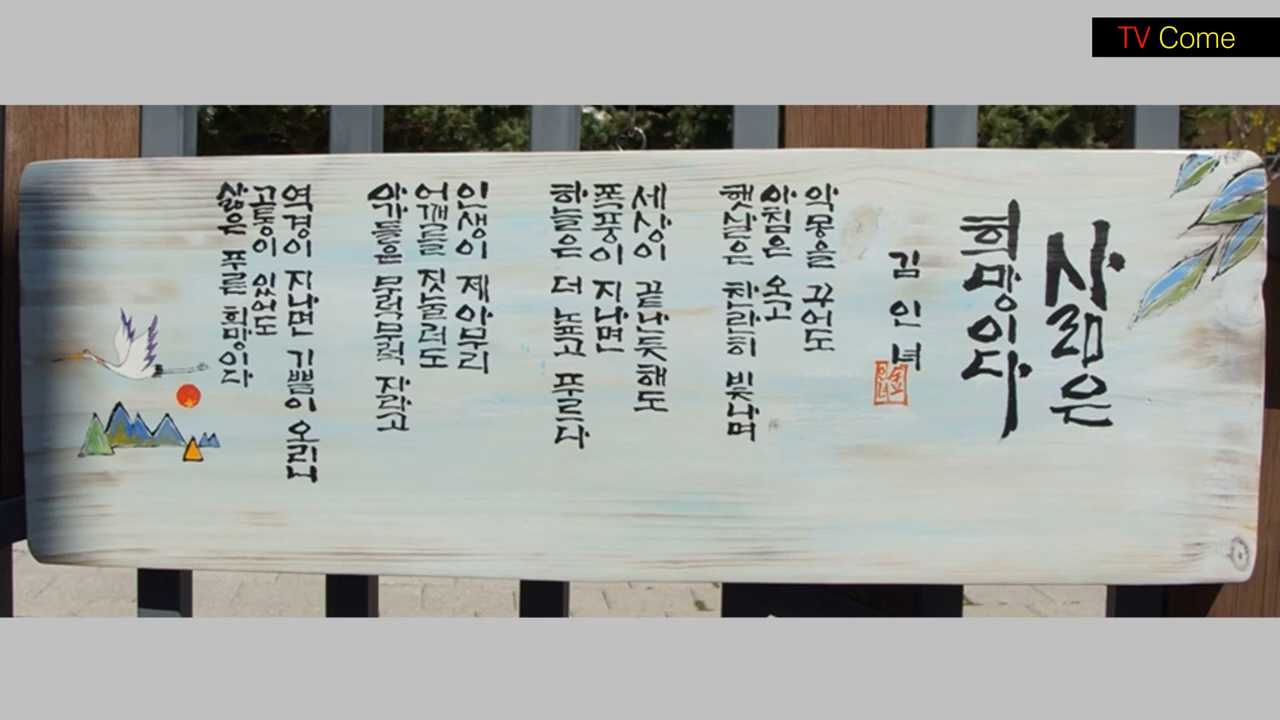 TV Come
삶은
희망이다
김인녀
악몽을 꾸어도
아침은 오고
햇살은 찬란히 빛나며
세상이 끝난듯해도
폭풍이 지나면
하늘은 더 높고 푸르다
인생이 제아무리
어깨를 짓눌러도
아가들은 무럭무럭 자라고
역경이 지나면 기쁨이 오리니
고통이 있어도
삶은 푸른 희망이다